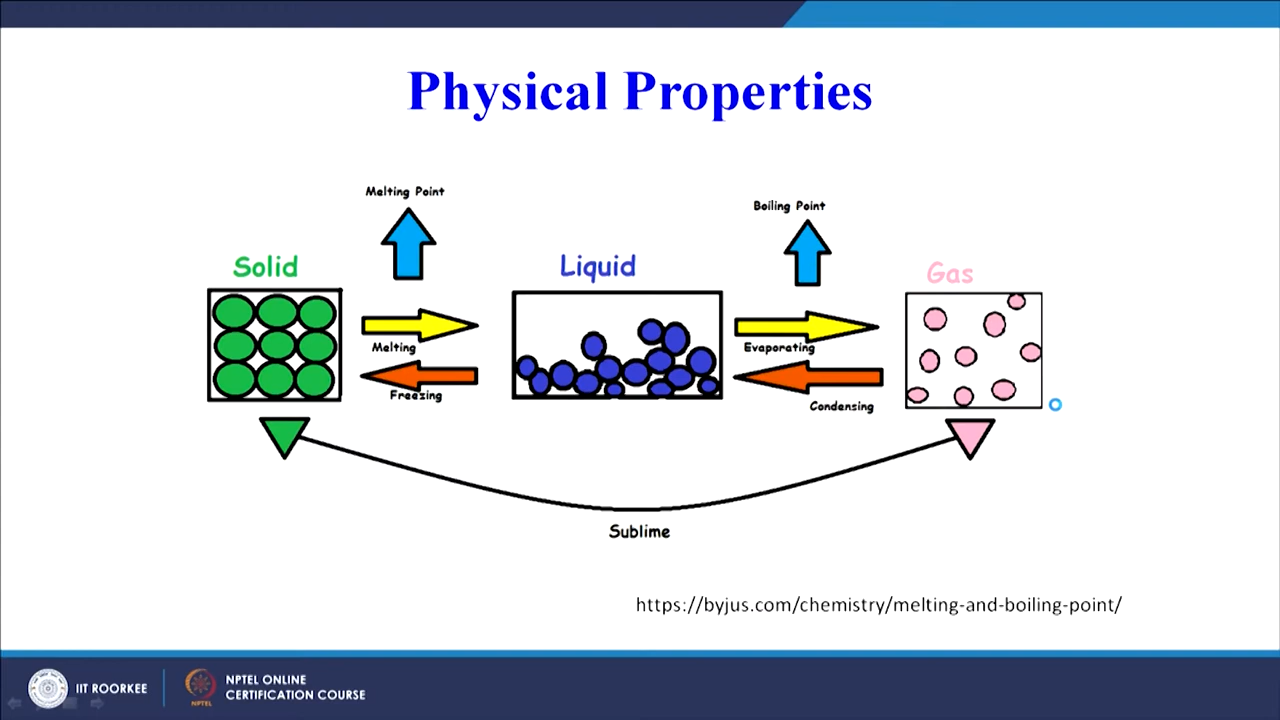 Physical Properties
Melting Point
Boiling Point
Solid
Liquid
Gas
Melting
Evaporating
Freezing
Condensing
Sublime
https://byjus.com/chemistry/melting-and-boiling-point/
IIT ROORKEE
NPTEL
NPTEL ONLINE
CERTIFICATION COURSE